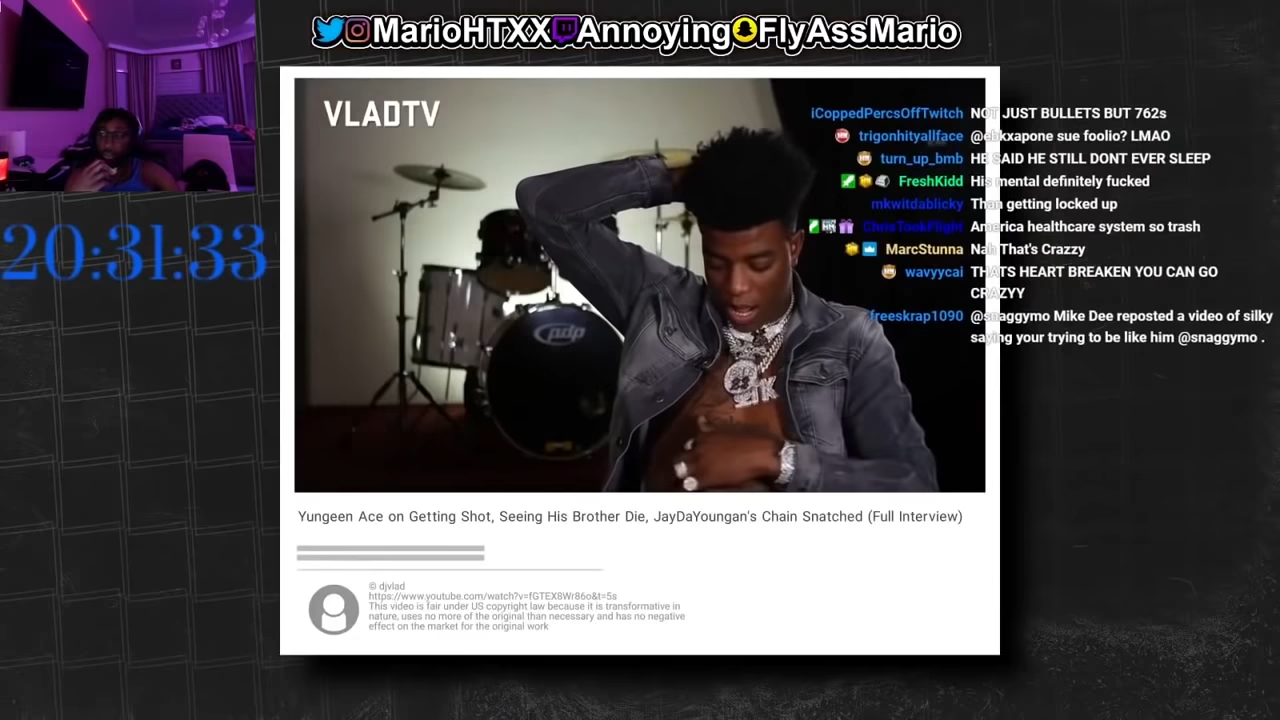 MarioHTXX Annoying FlyAssMario
VLADTV
iCoppedPercsOffTwitch NOT JUST BULLETS BUT 762s
trigonhityallface @ebkxapone sue foolio? LMAO
turn_up_bmb HE SAID HE STILL DONT EVER SLEEP
FreshKidd His mental definitely fucked
mkwitdablicky Than getting locked up
ChrisTookFlight America healthcare system so trash
MarcStunna Nah That's Crazzy
wavyycai THATS HEART BREAKEN YOU CAN GO
CRAZYY
freeskrap1090 @snaggymo Mike Dee reposted a video of silky
saying your trying to be like him @snaggymo .
20:31:33
pdp
Yungeen Ace on Getting Shot, Seeing His Brother Die, JayDaYoungan's Chain Snatched (Full Interview)
© djvlad
https://www.youtube.com/watch?v=fGTEX8Wr86o&t=5s
This video is fair under US copyright law because it is transformative in
nature, uses no more of the original than necessary and has no negative
effect on the market for the original work